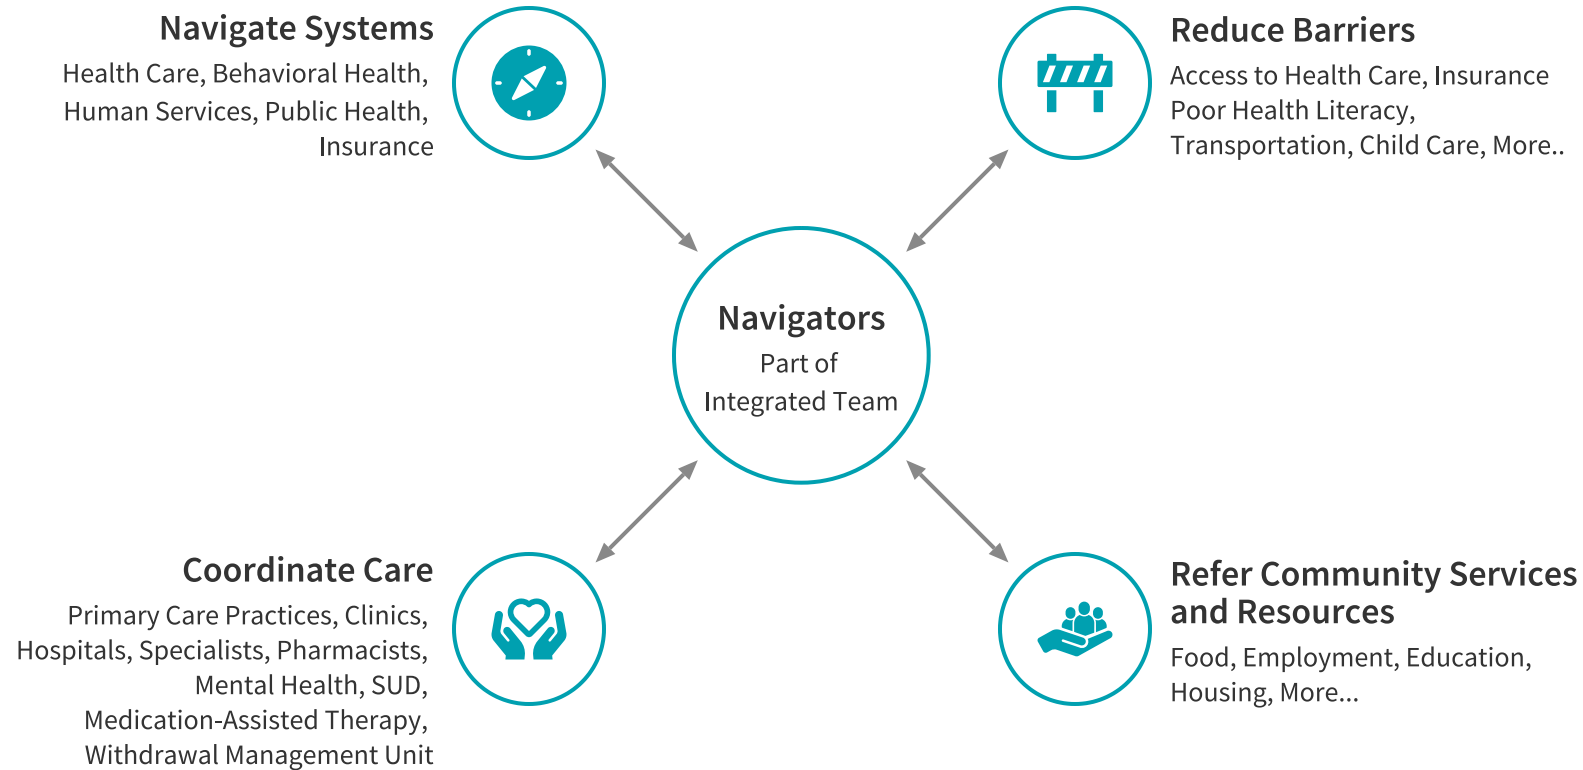 Navigate Systems
Health Care, Behavioral Health,
Human Services, Public Health,
Insurance
Reduce Barriers
Access to Health Care, Insurance
Poor Health Literacy,
Transportation, Child Care, More..
Navigators
Part of
Integrated Team
Coordinate Care
Primary Care Practices, Clinics,
Hospitals, Specialists, Pharmacists,
Mental Health, SUD,
Medication-Assisted Therapy,
Withdrawal Management Unit
Refer Community Services
and Resources
Food, Employment, Education,
Housing, More...